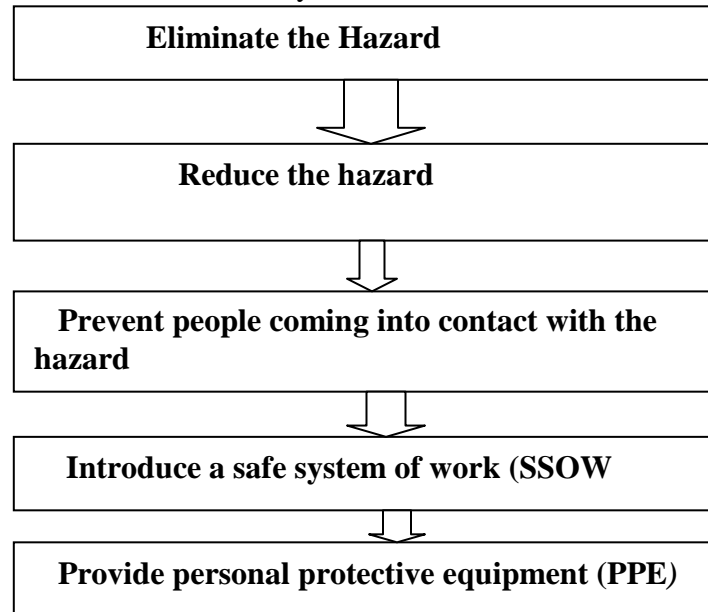 Eliminate the Hazard
Reduce the hazard
Prevent people coming into contact with the
hazard
Introduce a safe system of work (SSOW
Provide personal protective equipment (PPE)